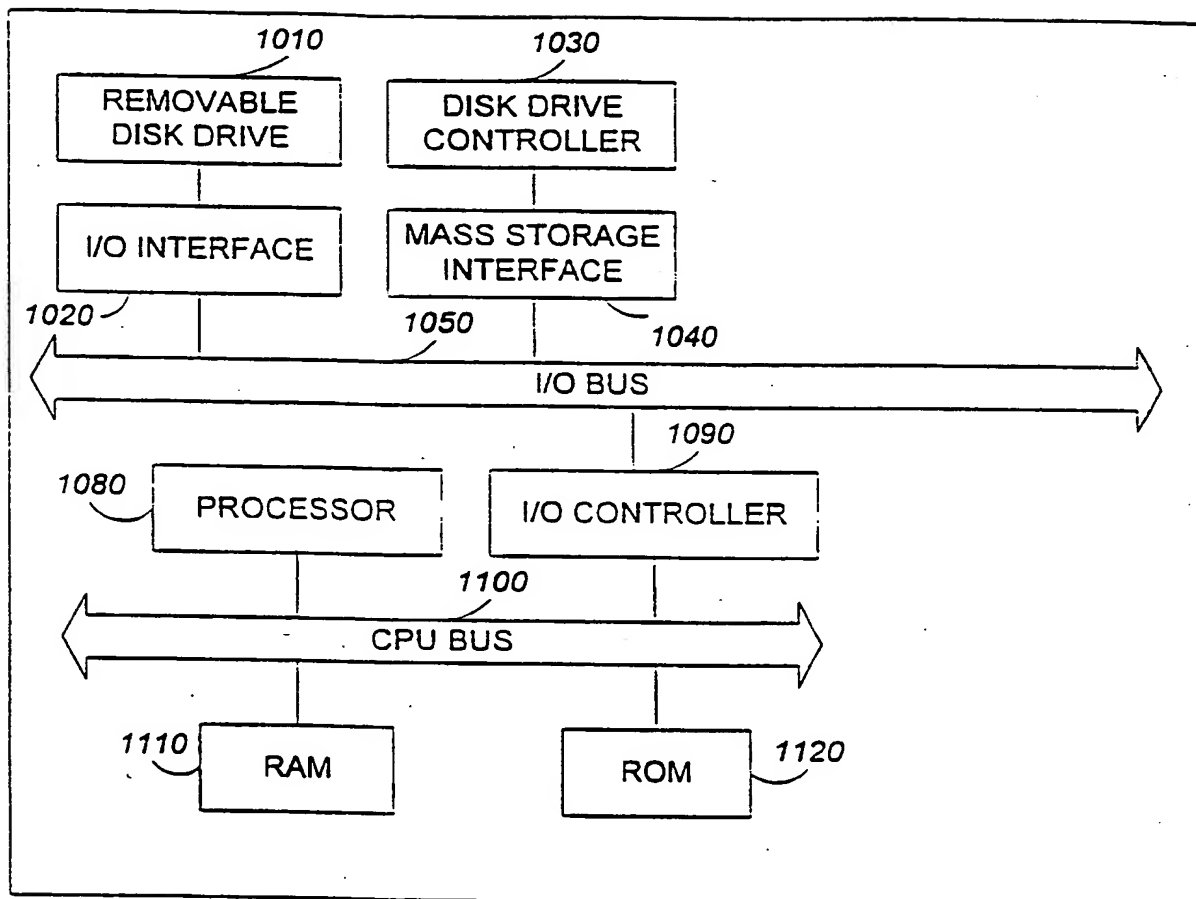 1010
1030
REMOVABLE
DISK DRIVE
DISK DRIVE
CONTROLLER
I/O INTERFACE
MASS STORAGE
INTERFACE
1020
1050
1040
I/O BUS
1090
1080
PROCESSOR
I/O CONTROLLER
1100
CPU BUS
1110
RAM
ROM
1120